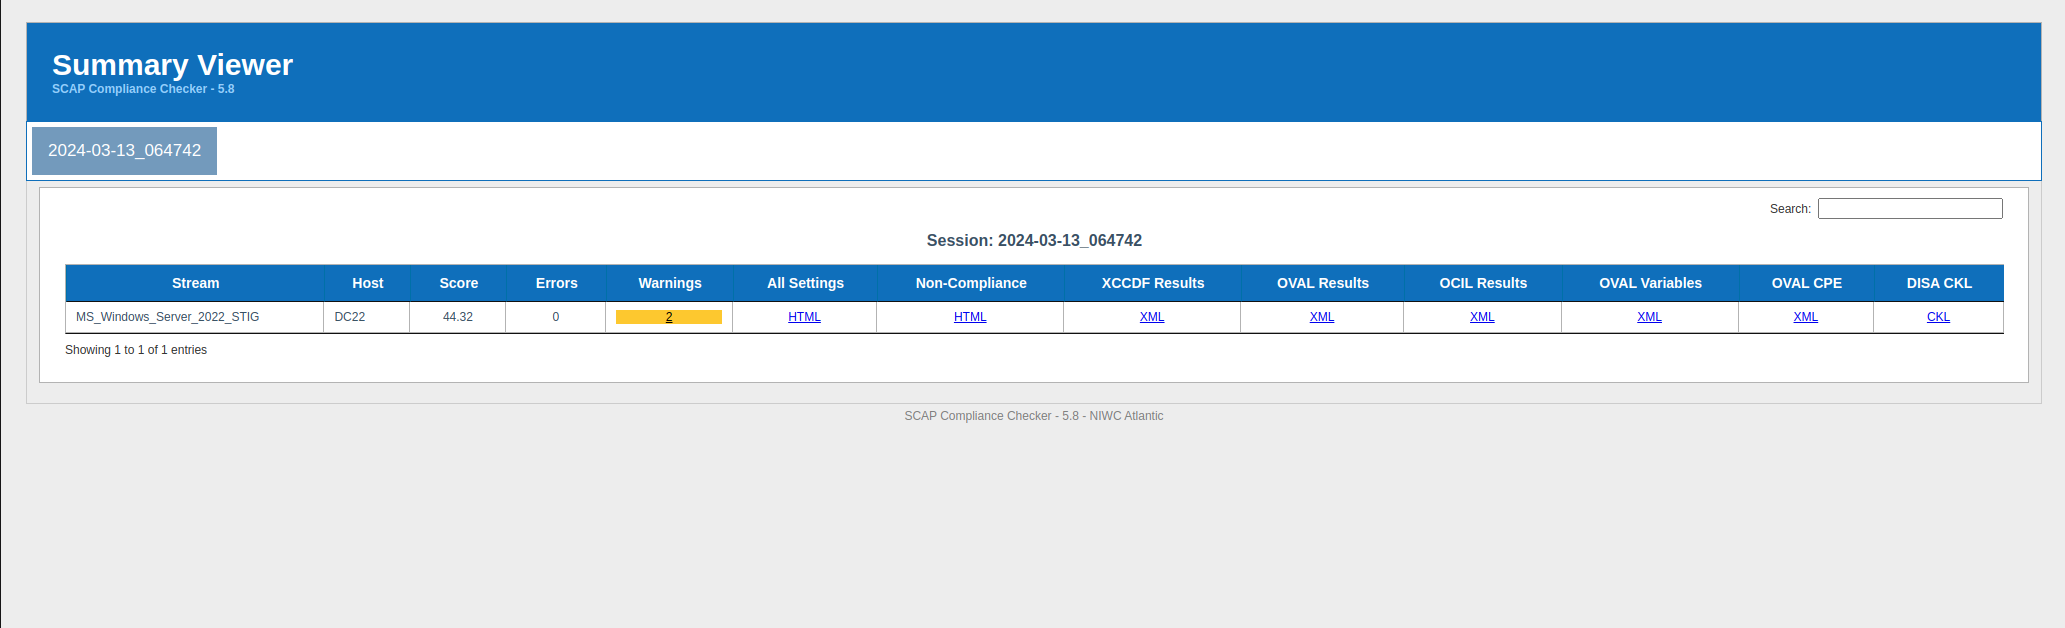 Summary Viewer
SCAP Compliance Checker - 5.8
2024-03-13_064742
Search:
Session: 2024-03-13_064742
Stream Host Score Errors Warnings All Settings Non-Compliance XCCDF Results OVAL Results OCIL Results OVAL Variables OVAL CPE DISA CKL
MS_Windows_Server_2022_STIG DC22 44.32 0 2 HTML HTML XML XML XML XML XML CKL
Showing 1 to 1 of 1 entries
SCAP Compliance Checker - 5.8 - NIWC Atlantic